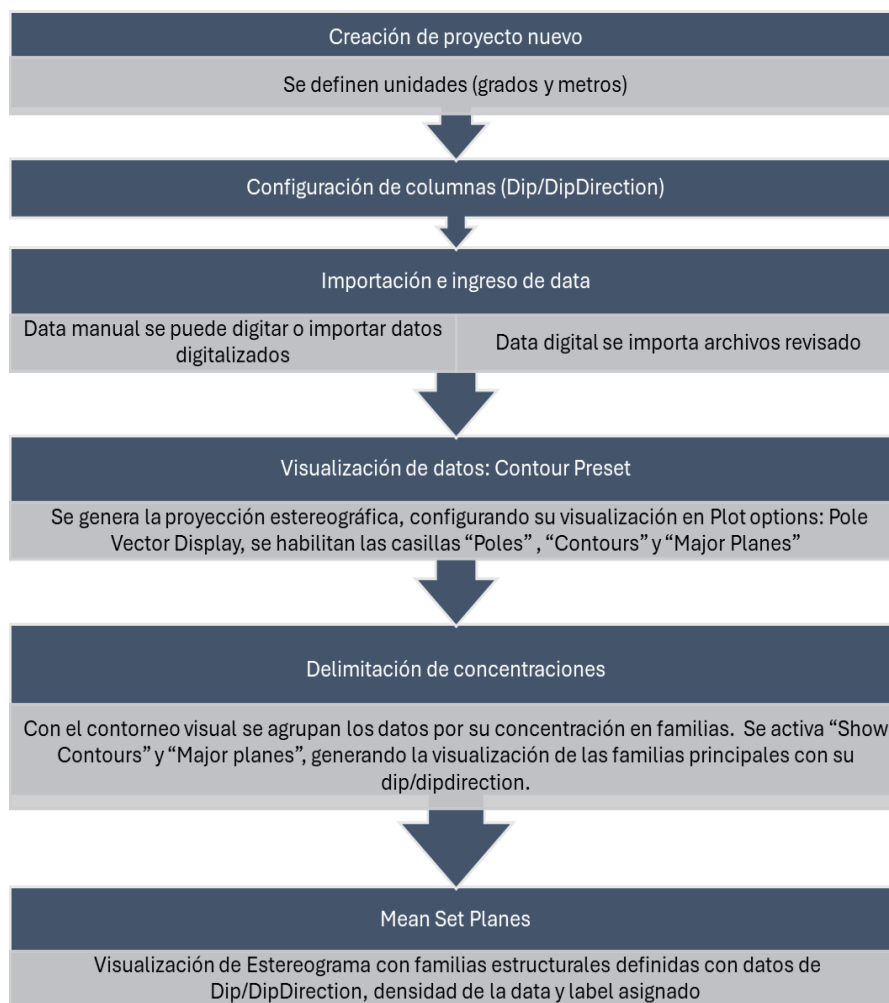 Creación de proyecto nuevo
Se definen unidades (grados y metros)
Configuración de columnas (Dip/DipDirection)
Importación e ingreso de data
Data manual se puede digitar o importar datos
digitalizados
Data digital se importa archivos revisado
Visualización de datos: Contour Preset
Se genera la proyección estereográfica, configurando su visualización en Plot options: Pole
Vector Display, se habilitan las casillas “Poles” , “Contours” y “Major Planes”
Delimitación de concentraciones
Con el contorneo visual se agrupan los datos por su concentración en familias. Se activa “Show
Contours” y “Major planes”, generando la visualización de las familias principales con su
dip/dipdirection.
Mean Set Planes
Visualización de Estereograma con familias estructurales definidas con datos de
Dip/DipDirection, densidad de la data y label asignado